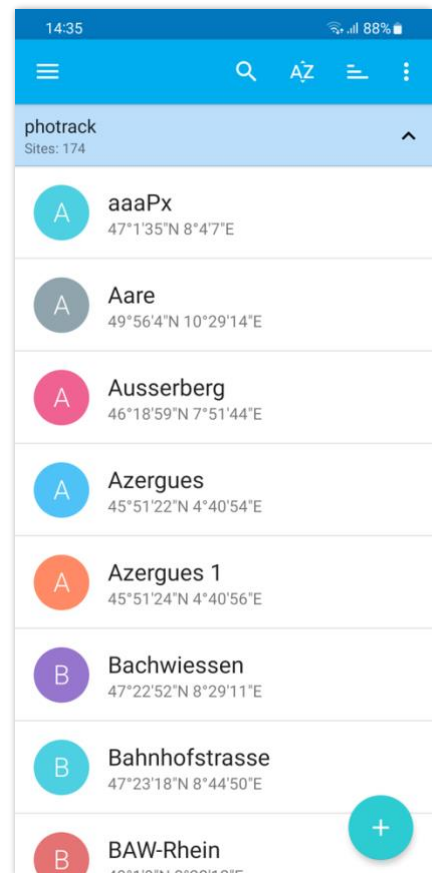 14:35 88%
AZ
photrack
Sites: 174
A
aaaPx
47°1'35"N 8°4'7"E
A
Aare
49°56'4"N 10°29'14"E
A
Ausserberg
46°18'59"N 7°51'44"E
A
Azergues
45°51'22"N 4°40'54"E
A
Azergues 1
45°51'24"N 4°40'56"E
B
Bachwiessen
47°22'52"N 8°29'11"E
B
Bahnhofstrasse
47°23'18"N 8°44'50"E
B
BAW-Rhein